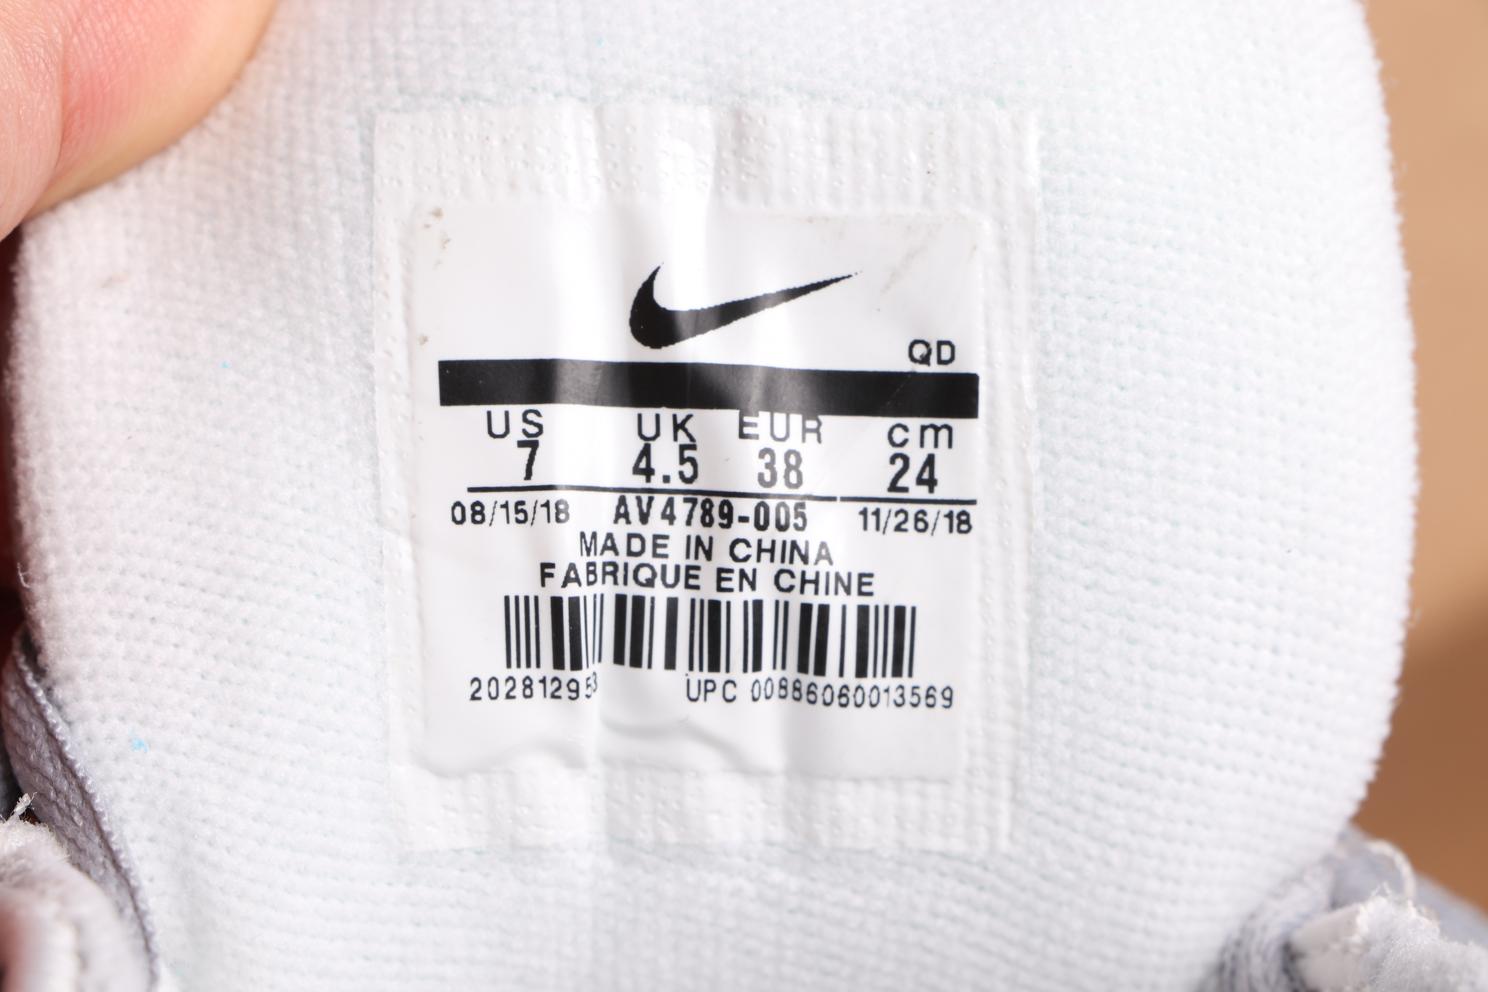 QD
US UK EUR cm
7 4.5 38 24
08/15/18 AV4789-005 11/26/18
MADE IN CHINA
FABRIQUE EN CHINE
202812953 UPC 00886060013569